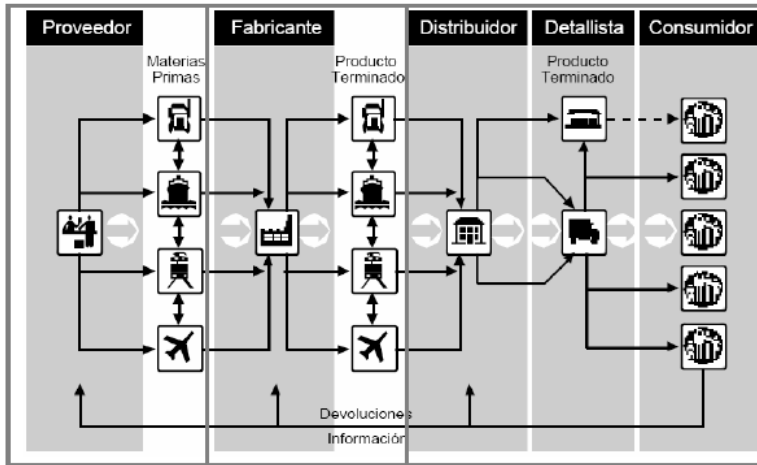 Proveedor
Fabricante
Distribuidor
Detallista
Consumidor
Materias
Primas
Producto
Terminado
Producto
Terminado
Devoluciones
Información